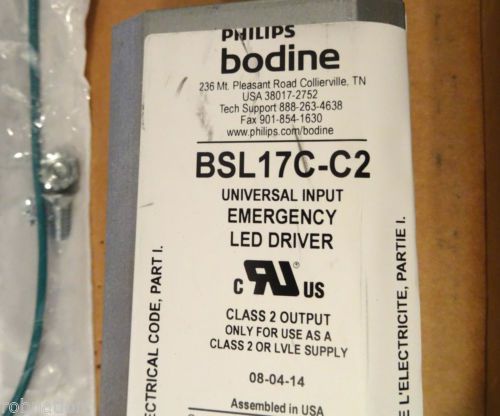 PHILIPS
bodine
236 Mt. Pleasant Road Collierville, TN
USA 38017-2752
Tech Support 888-263-4638
Fax 901-854-1630
www.philips.com/bodine
BSL17C-C2
UNIVERSAL INPUT
EMERGENCY
LED DRIVER
C RU US
CLASS 2 OUTPUT
ONLY FOR USE AS A
CLASS 2 OR LVLE SUPPLY
08-04-14
Assembled in USA
ECTRICAL CODE, PART I.
E L'ELECTRICITE, PARTIE I.